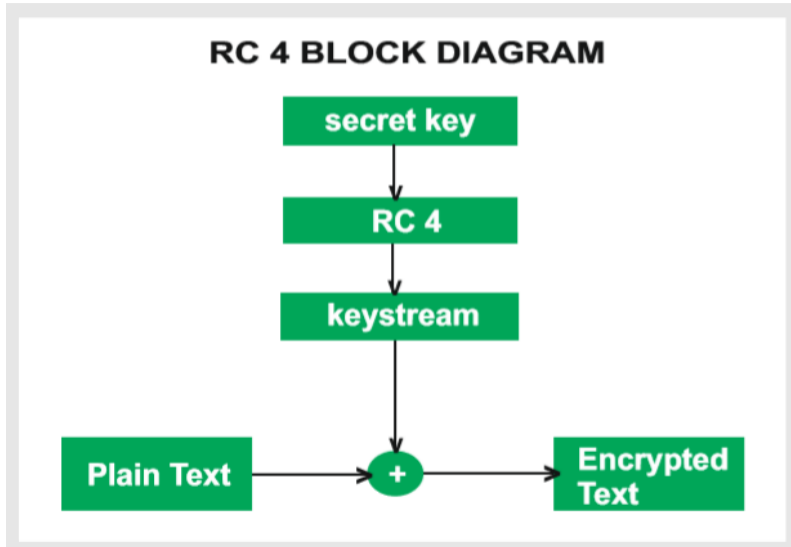 RC 4 BLOCK DIAGRAM
secret key
RC 4
keystream
Plain Text
+
Encrypted
Text